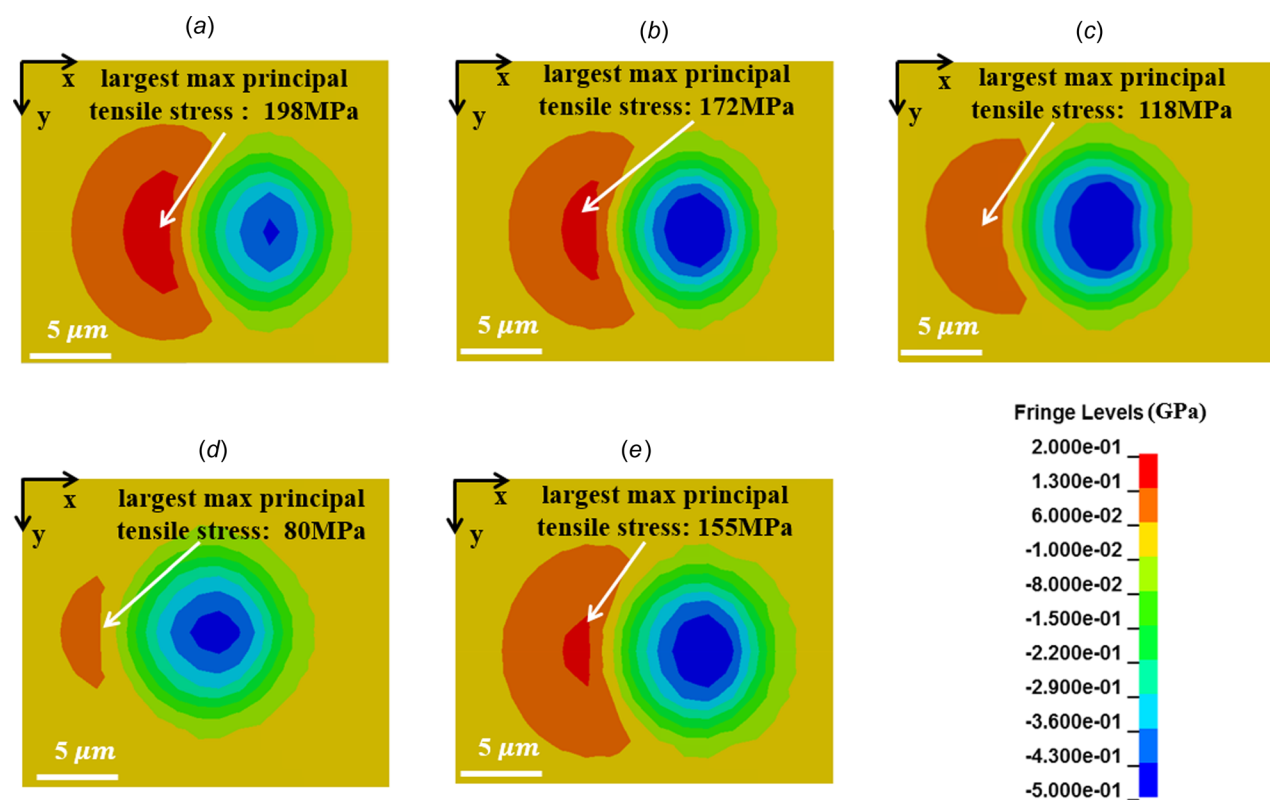 (a)
x
y
largest max principal
tensile stress : 198MPa
5 μm
(b)
x
y
largest max principal
tensile stress: 172MPa
5 μm
(c)
x
y
largest max principal
tensile stress: 118MPa
5 μm
(d)
x
y
largest max principal
tensile stress: 80MPa
5 μm
(e)
x
y
largest max principal
tensile stress: 155MPa
5 μm
Fringe Levels (GPa)
2.000e-01
1.300e-01
6.000e-02
-1.000e-02
-8.000e-02
-1.500e-01
-2.200e-01
-2.900e-01
-3.600e-01
-4.300e-01
-5.000e-01